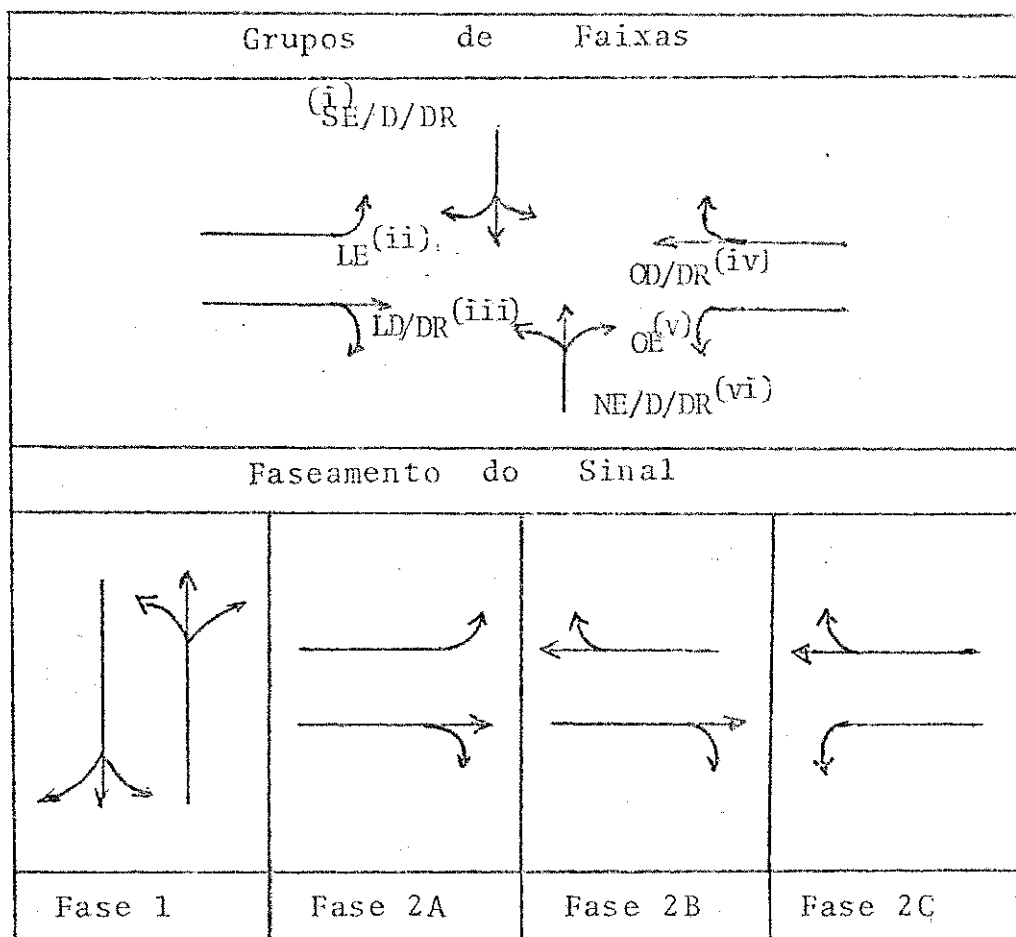 Grupos de Faixas
(i)SE/D/DR
LE(ii)
OD/DR(iv)
LD/DR(iii)
OE(v)
NE/D/DR(vi)
Faseamento do Sinal
Fase 1 Fase 2A Fase 2B Fase 2C